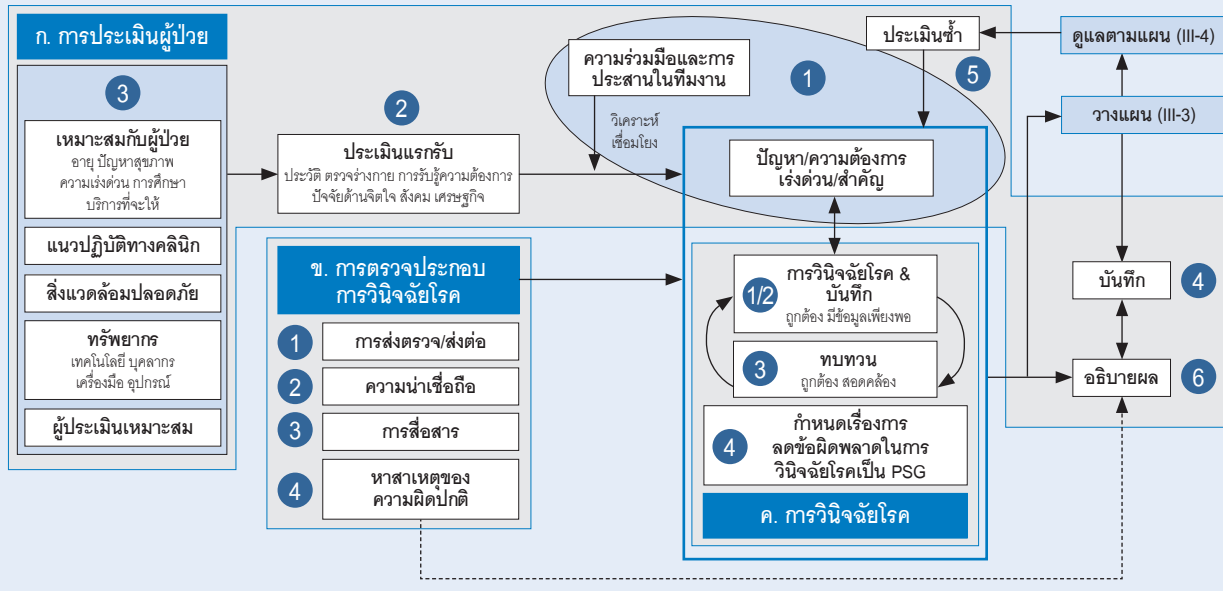 ก. การประเมินผู้ป่วย
3
เหมาะสมกับผู้ป่วย
อายุ ปัญหาสุขภาพ
ความเร่งด่วน การศึกษา
บริการที่จะให้
แนวปฏิบัติทางคลินิก
สิ่งแวดล้อมปลอดภัย
ทรัพยากร
เทคโนโลยี บุคลากร
เครื่องมือ อุปกรณ์
ผู้ประเมินเหมาะสม
2
ประเมินแรกรับ
ประวัติ ตรวจร่างกาย การรับรู้ความต้องการ
ปัจจัยด้านจิตใจ สังคม เศรษฐกิจ
ความร่วมมือและการ
ประสานในทีมงาน
1
วิเคราะห์
เชื่อมโยง
ประเมินซ้ำ
5
ดูแลตามแผน (III-4)
วางแผน (III-3)
ปัญหา/ความต้องการ
เร่งด่วน/สำคัญ
ข. การตรวจประกอบ
การวินิจฉัยโรค
1
การส่งตรวจ/ส่งต่อ
2
ความน่าเชื่อถือ
3
การสื่อสาร
4
หาสาเหตุของ
ความผิดปกติ
1/2
การวินิจฉัยโรค &
บันทึก
ถูกต้อง มีข้อมูลเพียงพอ
3
ทบทวน
ถูกต้อง สอดคล้อง
4
กำหนดเรื่องการ
ลดข้อผิดพลาดในการ
วินิจฉัยโรคเป็น PSG
ค. การวินิจฉัยโรค
บันทึก
4
อธิบายผล
6